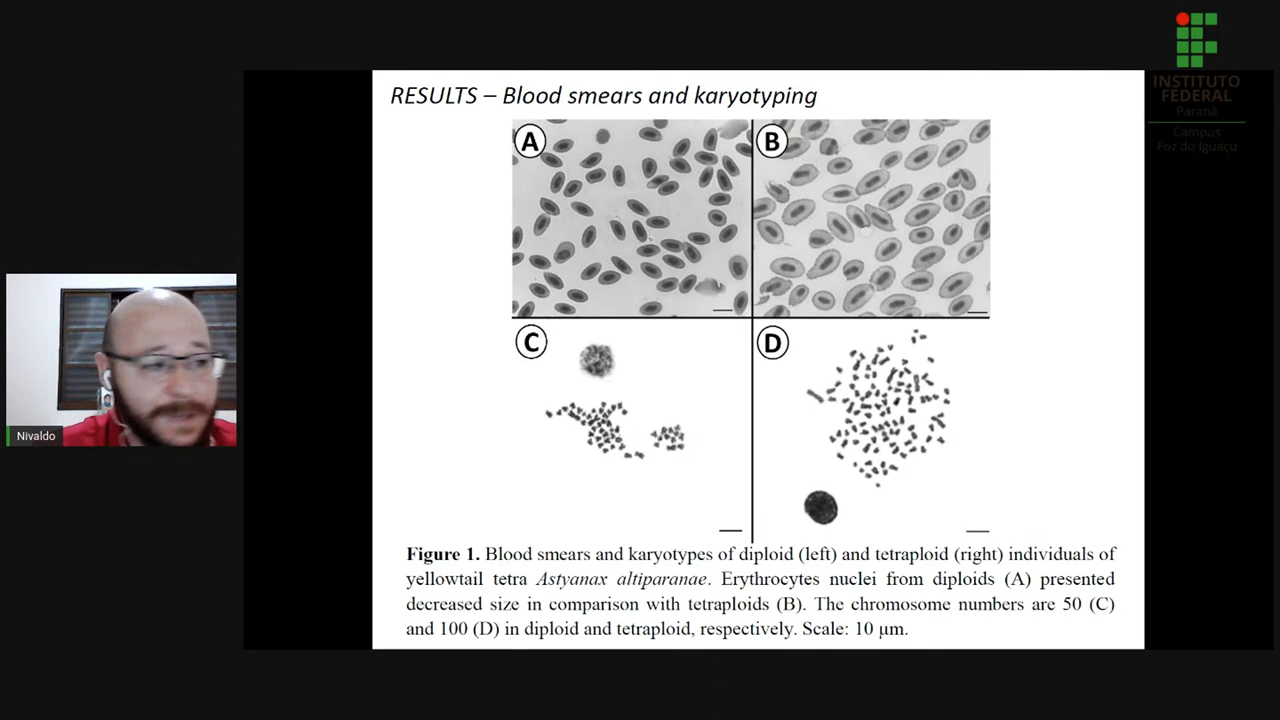 INSTITUTO
FEDERAL
Paraná
Campus
Foz do Iguaçu
RESULTS – Blood smears and karyotyping
A
B
C
D
Nivaldo
Figure 1. Blood smears and karyotypes of diploid (left) and tetraploid (right) individuals of
yellowtail tetra Astyanax altiparanae. Erythrocytes nuclei from diploids (A) presented
decreased size in comparison with tetraploids (B). The chromosome numbers are 50 (C)
and 100 (D) in diploid and tetraploid, respectively. Scale: 10 μm.